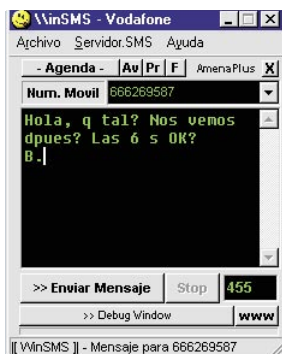 \\inSMS - Vodafone
Archivo Servidor.SMS Ayuda
- Agenda - Av Pr F AmenaPlus X
Num. Movil 666269587
Hola, q tal? Nos vemos
dpues? Las 6 s OK?
B.
>> Enviar Mensaje Stop 455
>> Debug Window www
[[ WinSMS ]] - Mensaje para 666269587